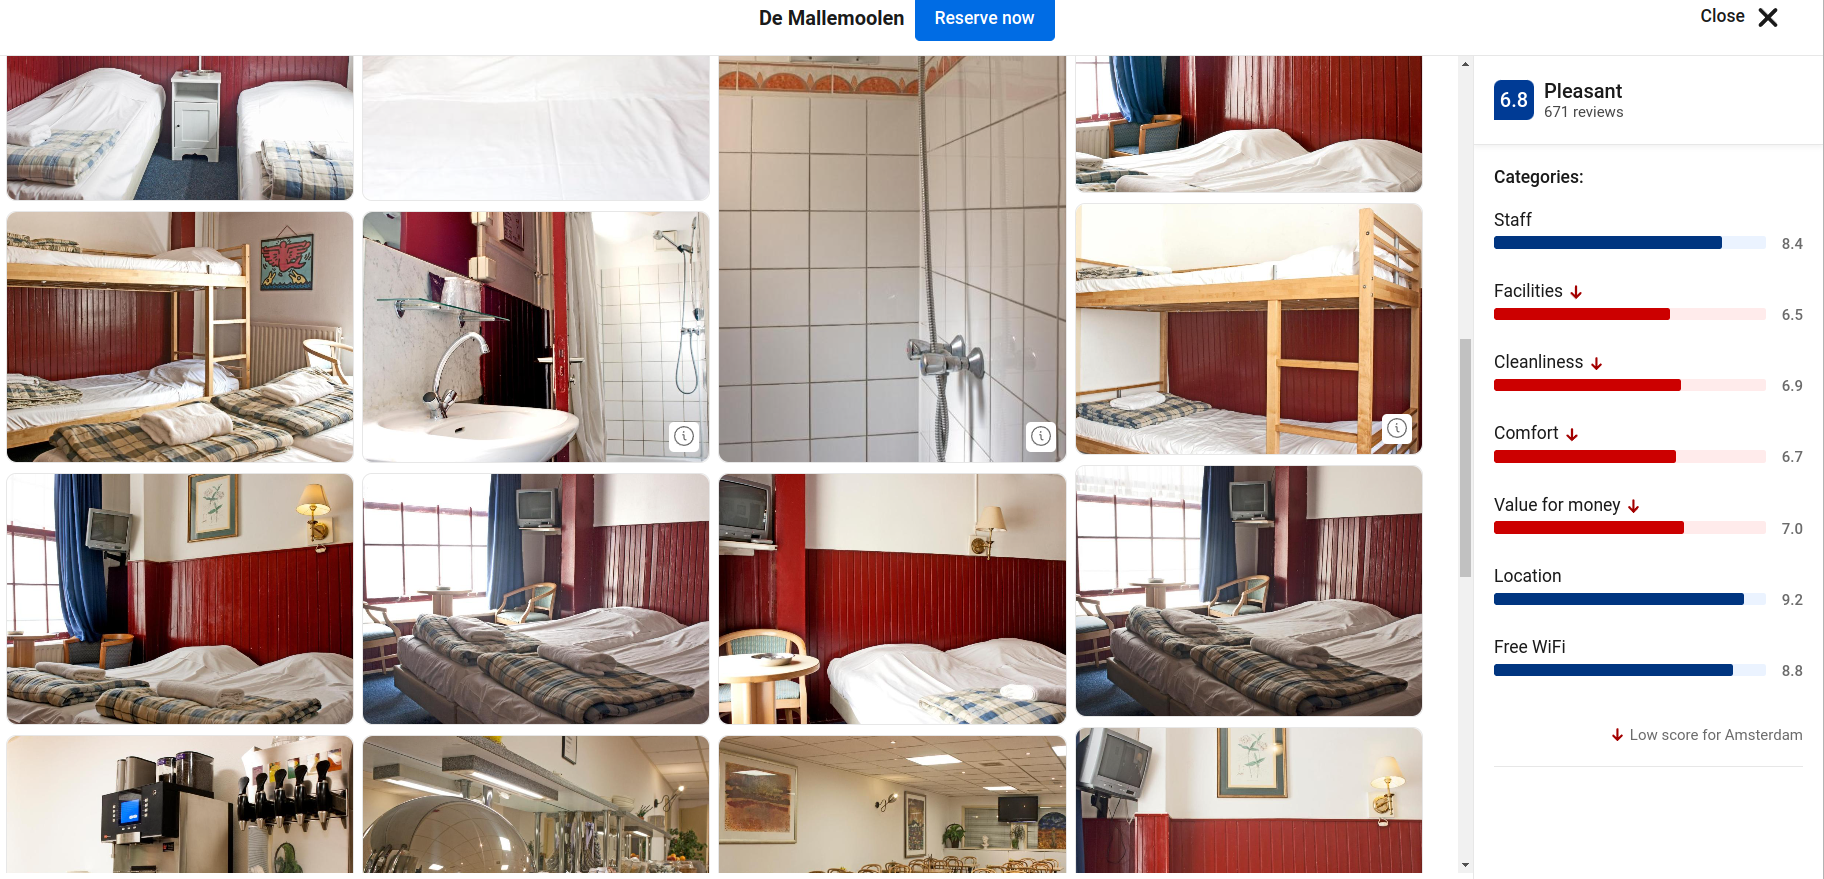 De Mallemoolen
Reserve now
Close
6.8
Pleasant
671 reviews
Categories:
Staff
8.4
Facilities
6.5
Cleanliness
6.9
Comfort
6.7
Value for money
7.0
Location
9.2
Free WiFi
8.8
Low score for Amsterdam